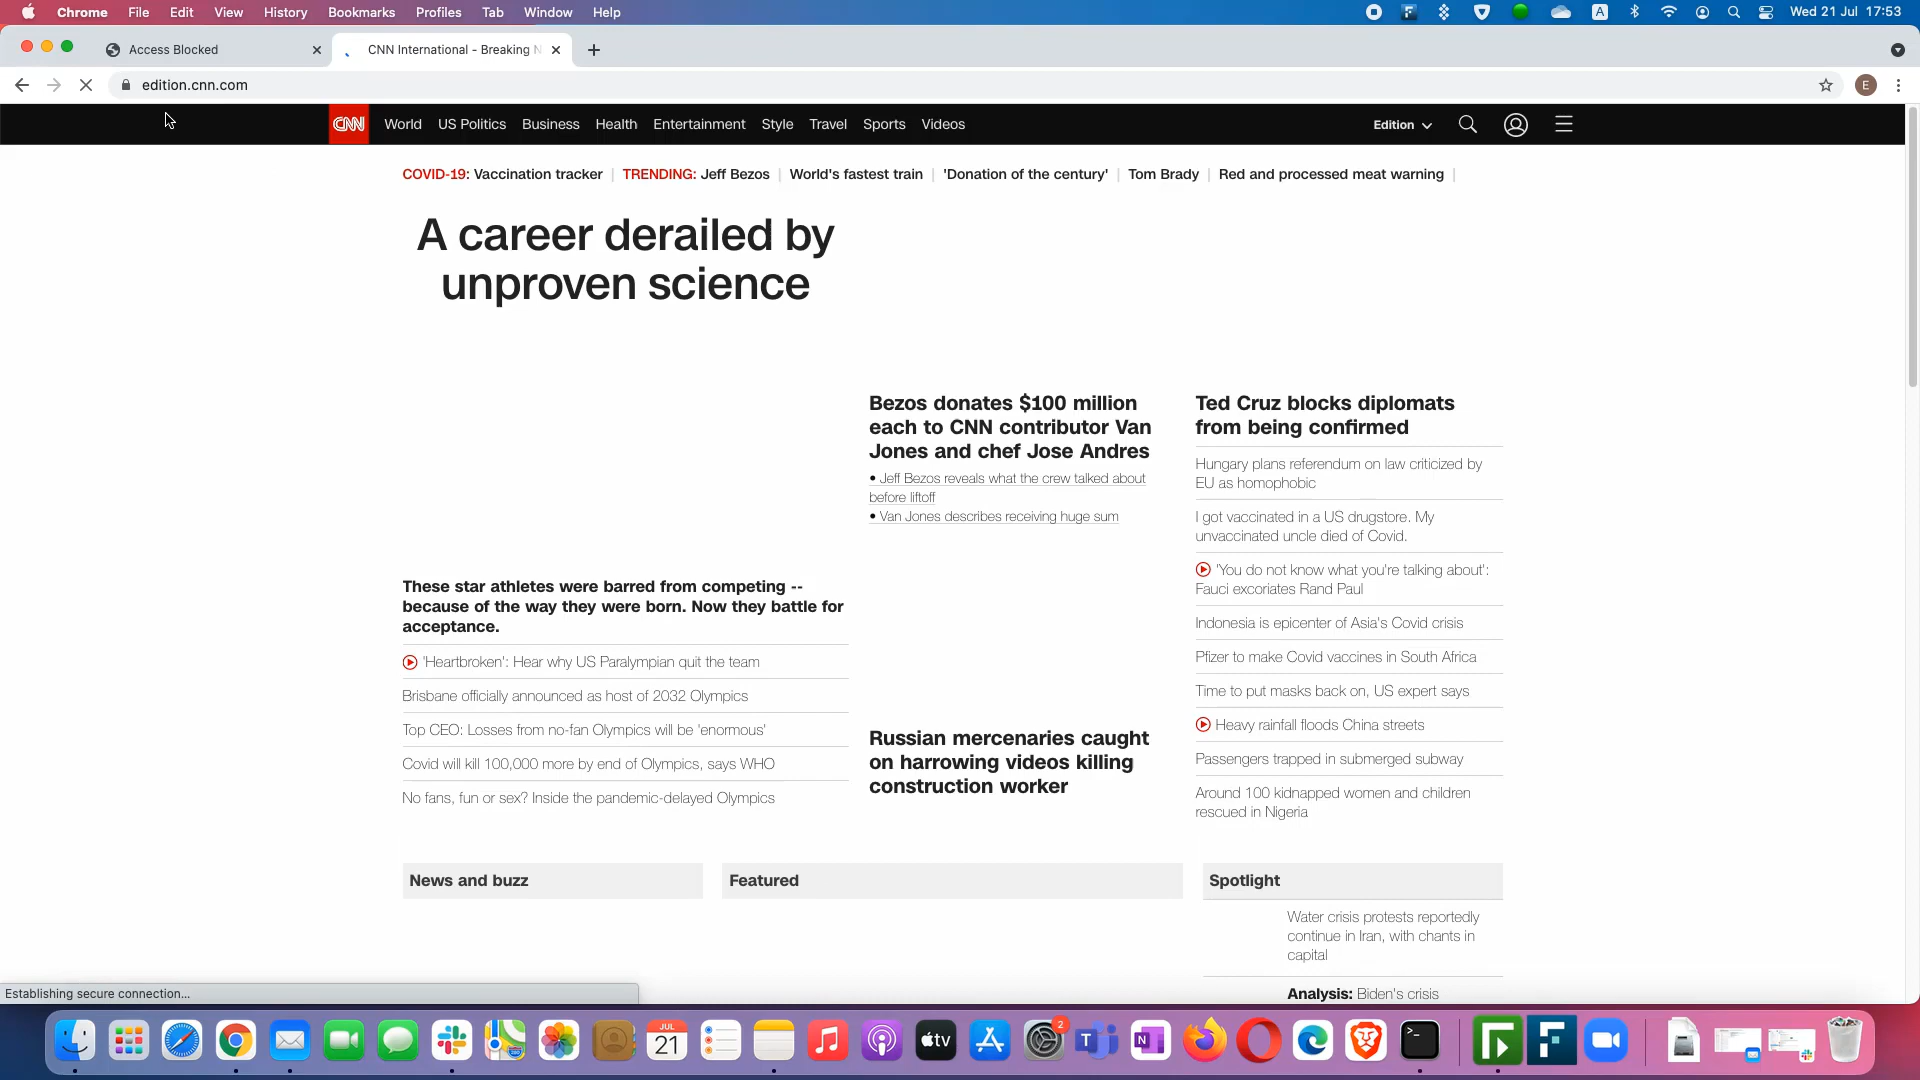 Chrome File Edit View History Bookmarks Profiles Tab Window Help
A
Wed 21 Jul 17:53
Access Blocked
CNN International - Breaking N
edition.cnn.com
E
CNN World US Politics Business Health Entertainment Style Travel Sports Videos
Edition
COVID-19: Vaccination tracker | TRENDING: Jeff Bezos | World's fastest train | 'Donation of the century' | Tom Brady | Red and processed meat warning |
A career derailed by
unproven science
These star athletes were barred from competing --
because of the way they were born. Now they battle for
acceptance.
'Heartbroken': Hear why US Paralympian quit the team
Brisbane officially announced as host of 2032 Olympics
Top CEO: Losses from no-fan Olympics will be 'enormous'
Covid will kill 100,000 more by end of Olympics, says WHO
No fans, fun or sex? Inside the pandemic-delayed Olympics
Bezos donates $100 million
each to CNN contributor Van
Jones and chef Jose Andres
• Jeff Bezos reveals what the crew talked about
before liftoff
• Van Jones describes receiving huge sum
Russian mercenaries caught
on harrowing videos killing
construction worker
Ted Cruz blocks diplomats
from being confirmed
Hungary plans referendum on law criticized by
EU as homophobic
I got vaccinated in a US drugstore. My
unvaccinated uncle died of Covid.
'You do not know what you're talking about':
Fauci excoriates Rand Paul
Indonesia is epicenter of Asia's Covid crisis
Pfizer to make Covid vaccines in South Africa
Time to put masks back on, US expert says
Heavy rainfall floods China streets
Passengers trapped in submerged subway
Around 100 kidnapped women and children
rescued in Nigeria
News and buzz
Featured
Spotlight
Water crisis protests reportedly
continue in Iran, with chants in
capital
Analysis: Biden's crisis
Establishing secure connection...
JUL
21
tv
2